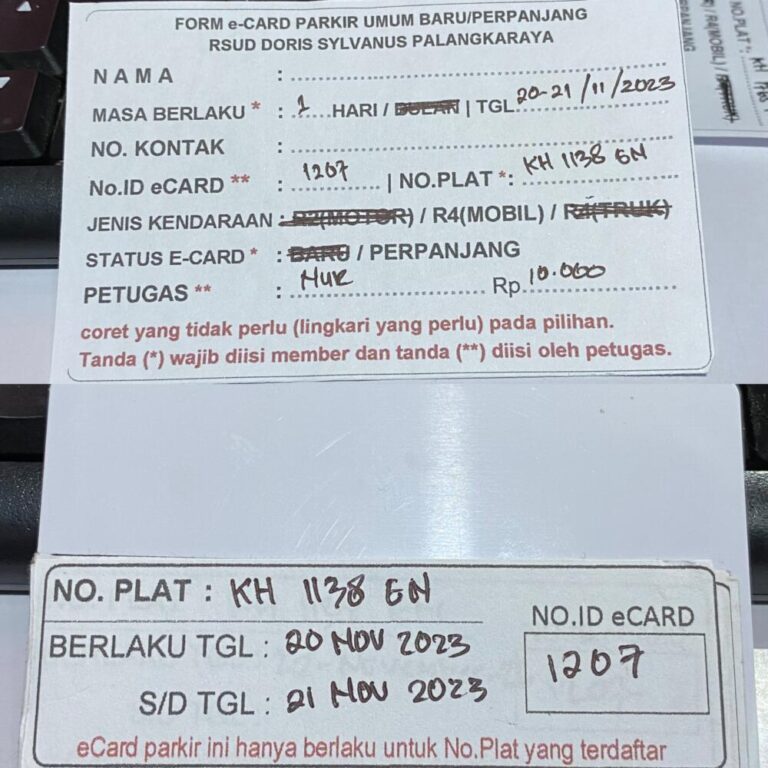 FORM e-CARD PARKIR UMUM BARU/PERPANJANG
RSUD DORIS SYLVANUS PALANGKARAYA
NAMA :
MASA BERLAKU * : 1 HARI / BULAN | TGL 20-21/11/2023
NO. KONTAK :
No.ID eCARD ** : 1207 | NO.PLAT *: KH 1138 GN
JENIS KENDARAAN : R2(MOTOR) / R4(MOBIL) / R4(TRUK)
STATUS E-CARD * : BARU / PERPANJANG
PETUGAS ** : NUR Rp. 10.000
coret yang tidak perlu (lingkari yang perlu) pada pilihan.
Tanda (*) wajib diisi member dan tanda (**) diisi oleh petugas.
NO. PLAT : KH 1138 GN
BERLAKU TGL : 20 NOV 2023
S/D TGL : 21 NOV 2023
NO.ID eCARD
1207
eCard parkir ini hanya berlaku untuk No.Plat yang terdaftar